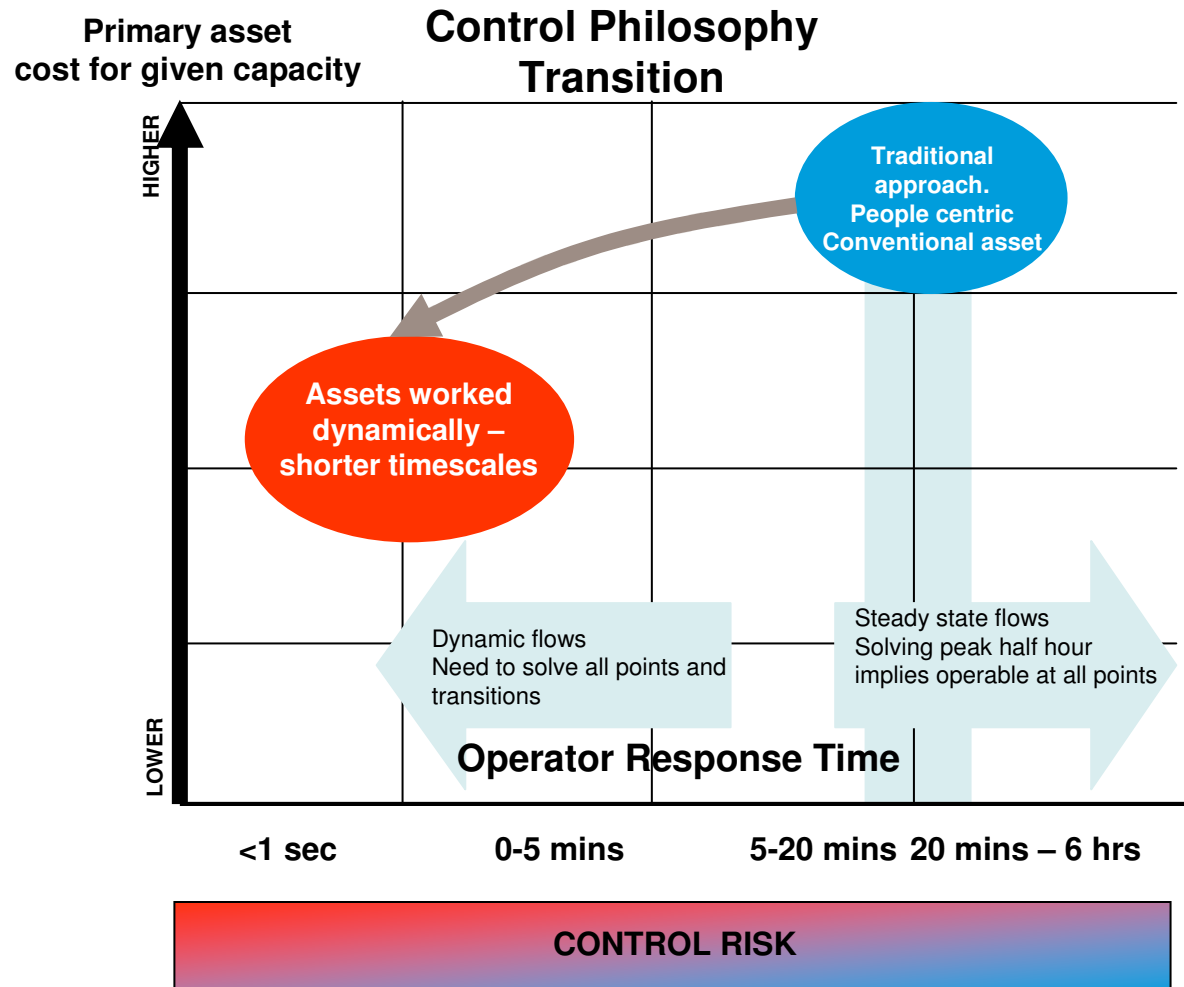 Primary asset
cost for given capacity
Control Philosophy
Transition
HIGHER
Traditional
approach.
People centric
Conventional asset
Assets worked
dynamically –
shorter timescales
Dynamic flows
Need to solve all points and
transitions
Steady state flows
Solving peak half hour
implies operable at all points
LOWER
Operator Response Time
<1 sec
0-5 mins
5-20 mins
20 mins – 6 hrs
CONTROL RISK